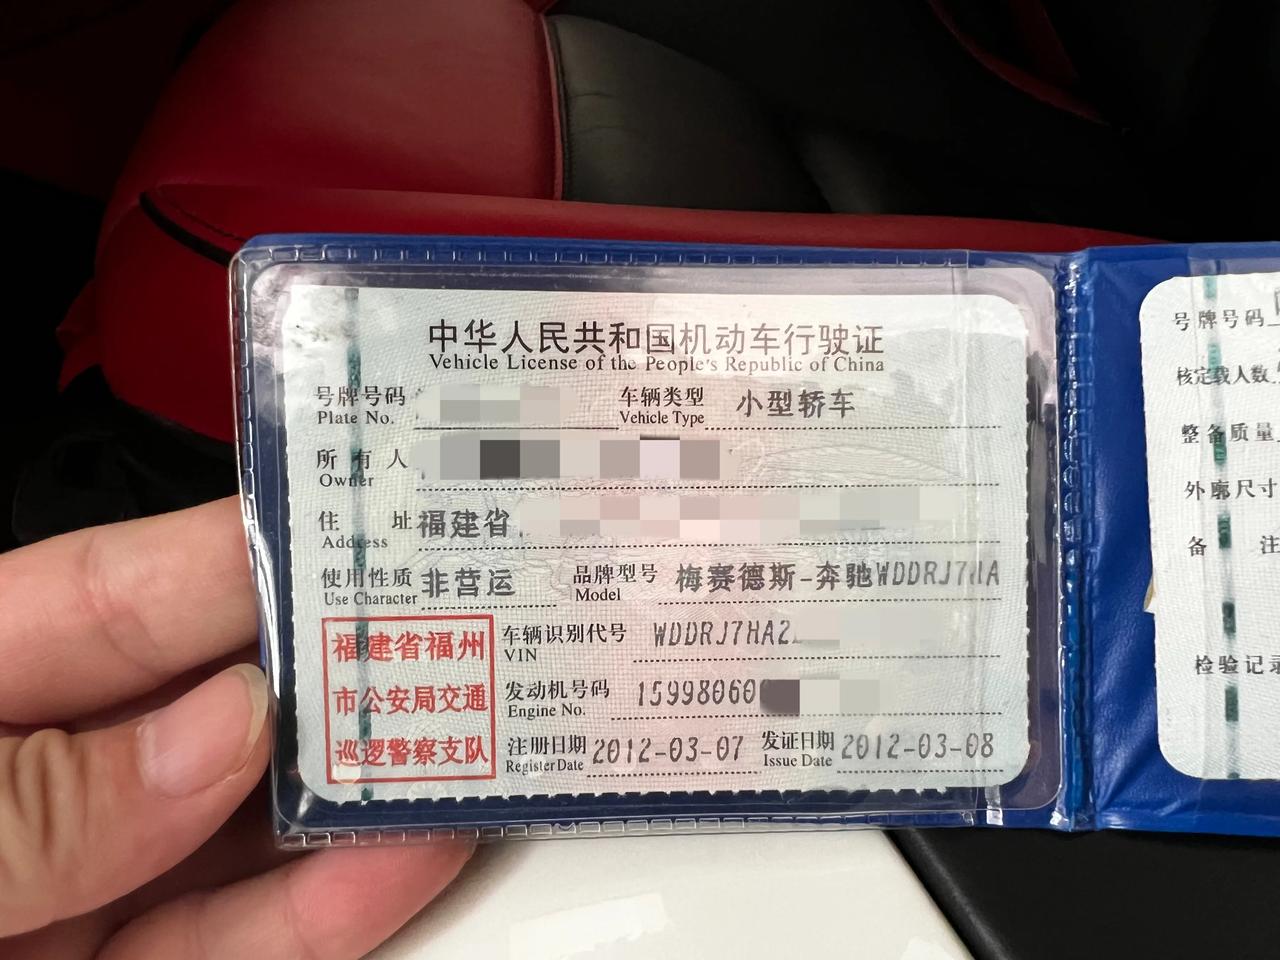 中华人民共和国机动车行驶证
Vehicle License of the People's Republic of China
号牌号码 车辆类型 小型轿车
Plate No. Vehicle Type
所有人
Owner
住址 福建省
Address
使用性质 非营运 品牌型号 梅赛德斯-奔驰WDDRJ7HA
Use Character Model
车辆识别代号 WDDRJ7HA2
VIN
发动机号码 15998060
Engine No.
注册日期 2012-03-07 发证日期 2012-03-08
Register Date Issue Date
福建省福州
市公安局交通
巡逻警察支队
号牌号码
核定载人数
整备质量
外廓尺寸
备注
检验记录